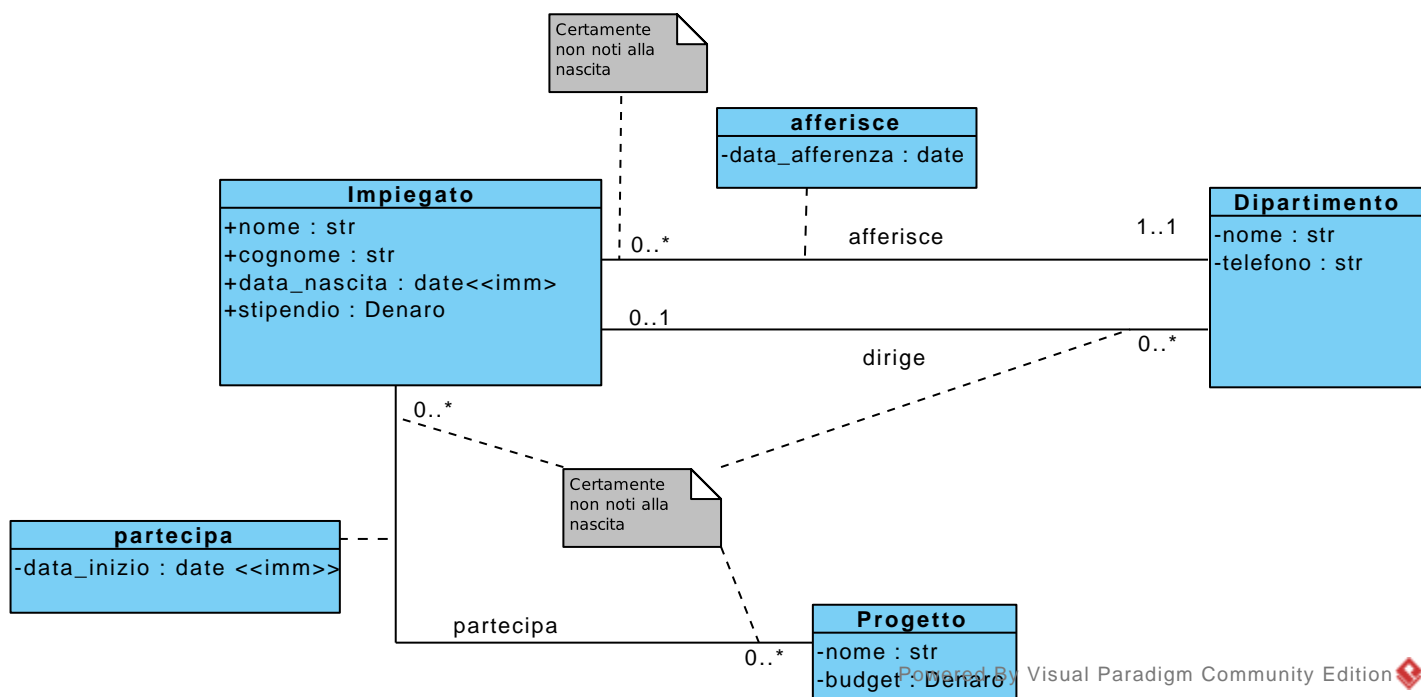 Certamente
non noti alla
nascita
afferisce
-data_afferenza : date
Impiegato
+nome : str
+cognome : str
+data_nascita : date<<imm>
+stipendio : Denaro
Dipartimento
-nome : str
-telefono : str
0..*
afferisce
1..1
0..1
dirige
0..*
0..*
Certamente
non noti alla
nascita
partecipa
-data_inizio : date <<imm>>
partecipa
0..*
Progetto
-nome : str
-budget : Denaro
Powered By Visual Paradigm Community Edition